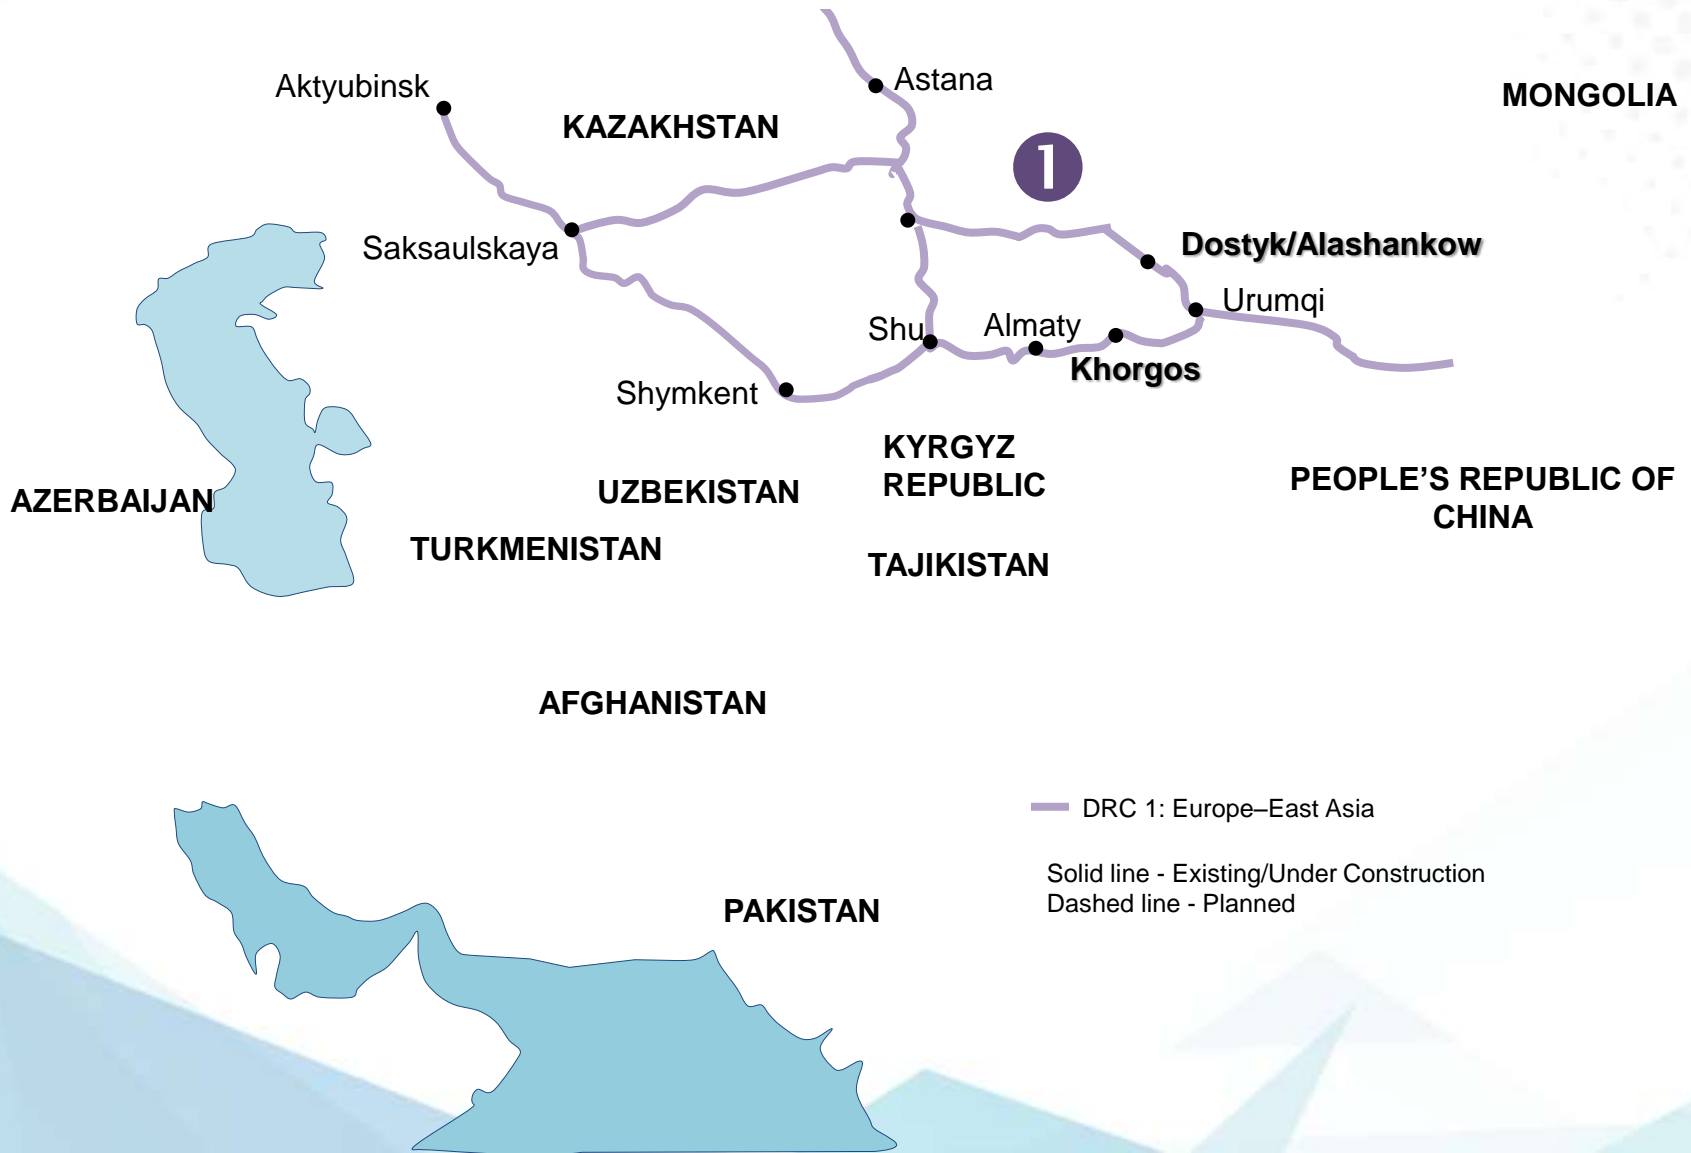 Aktyubinsk
Astana
MONGOLIA
KAZAKHSTAN
1
Saksaulskaya
Dostyk/Alashankow
Urumqi
Shu
Almaty
Khorgos
Shymkent
KYRGYZ
REPUBLIC
UZBEKISTAN
PEOPLE’S REPUBLIC OF
CHINA
AZERBAIJAN
TURKMENISTAN
TAJIKISTAN
AFGHANISTAN
DRC 1: Europe–East Asia
Solid line - Existing/Under Construction
Dashed line - Planned
PAKISTAN